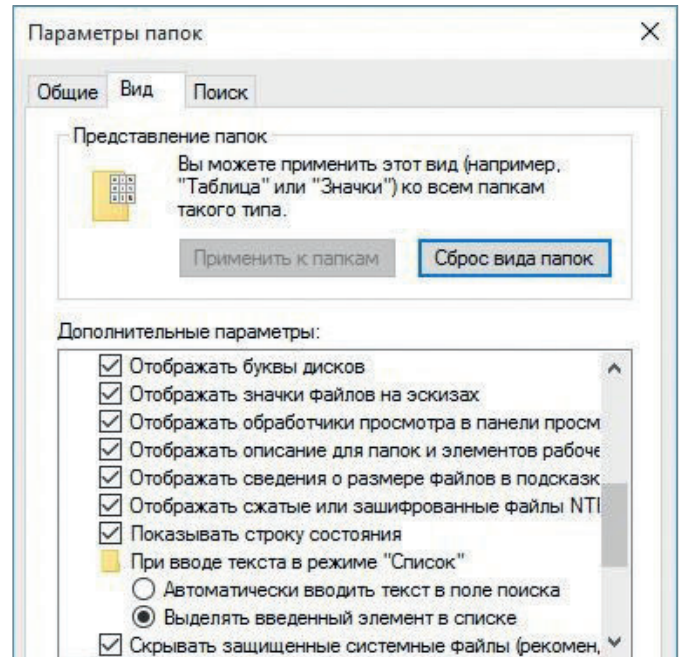 Параметры папок
Общие Вид Поиск
Представление папок
Вы можете применить этот вид (например,
"Таблица" или "Значки") ко всем папкам
такого типа.
Применить к папкам Сброс вида папок
Дополнительные параметры:
Отображать буквы дисков
Отображать значки файлов на эскизах
Отображать обработчики просмотра в панели просм
Отображать описание для папок и элементов рабоче
Отображать сведения о размере файлов в подсказк
Отображать сжатые или зашифрованные файлы NTI
Показывать строку состояния
При вводе текста в режиме "Список"
Автоматически вводить текст в поле поиска
Выделять введенный элемент в списке
Скрывать защищенные системные файлы (рекомен,